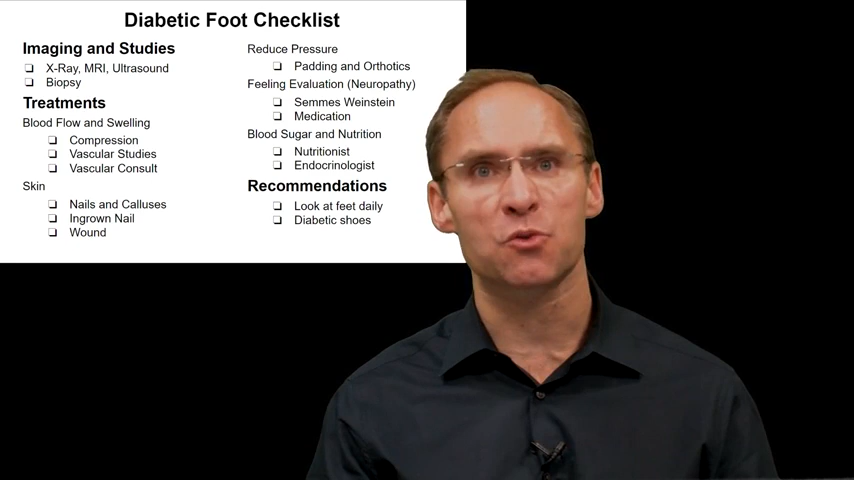 Diabetic Foot Checklist
Imaging and Studies
X-Ray, MRI, Ultrasound
Biopsy
Treatments
Blood Flow and Swelling
Compression
Vascular Studies
Vascular Consult
Skin
Nails and Calluses
Ingrown Nail
Wound
Reduce Pressure
Padding and Orthotics
Feeling Evaluation (Neuropathy)
Semmes Weinstein
Medication
Blood Sugar and Nutrition
Nutritionist
Endocrinologist
Recommendations
Look at feet daily
Diabetic shoes